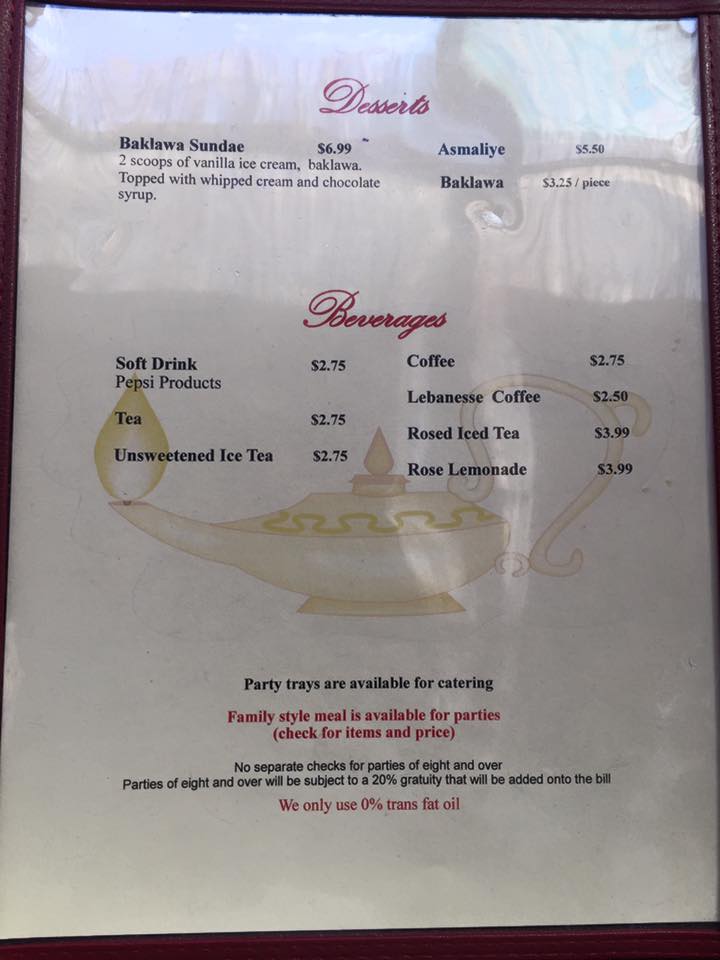 Desserts
Baklawa Sundae $6.99
2 scoops of vanilla ice cream, baklawa.
Topped with whipped cream and chocolate
syrup.
Asmaliye $5.50
Baklawa $3.25 / piece
Beverages
Soft Drink $2.75
Pepsi Products
Tea $2.75
Unsweetened Ice Tea $2.75
Coffee $2.75
Lebanesse Coffee $2.50
Rosed Iced Tea $3.99
Rose Lemonade $3.99
Party trays are available for catering
Family style meal is available for parties
(check for items and price)
No separate checks for parties of eight and over
Parties of eight and over will be subject to a 20% gratuity that will be added onto the bill
We only use 0% trans fat oil